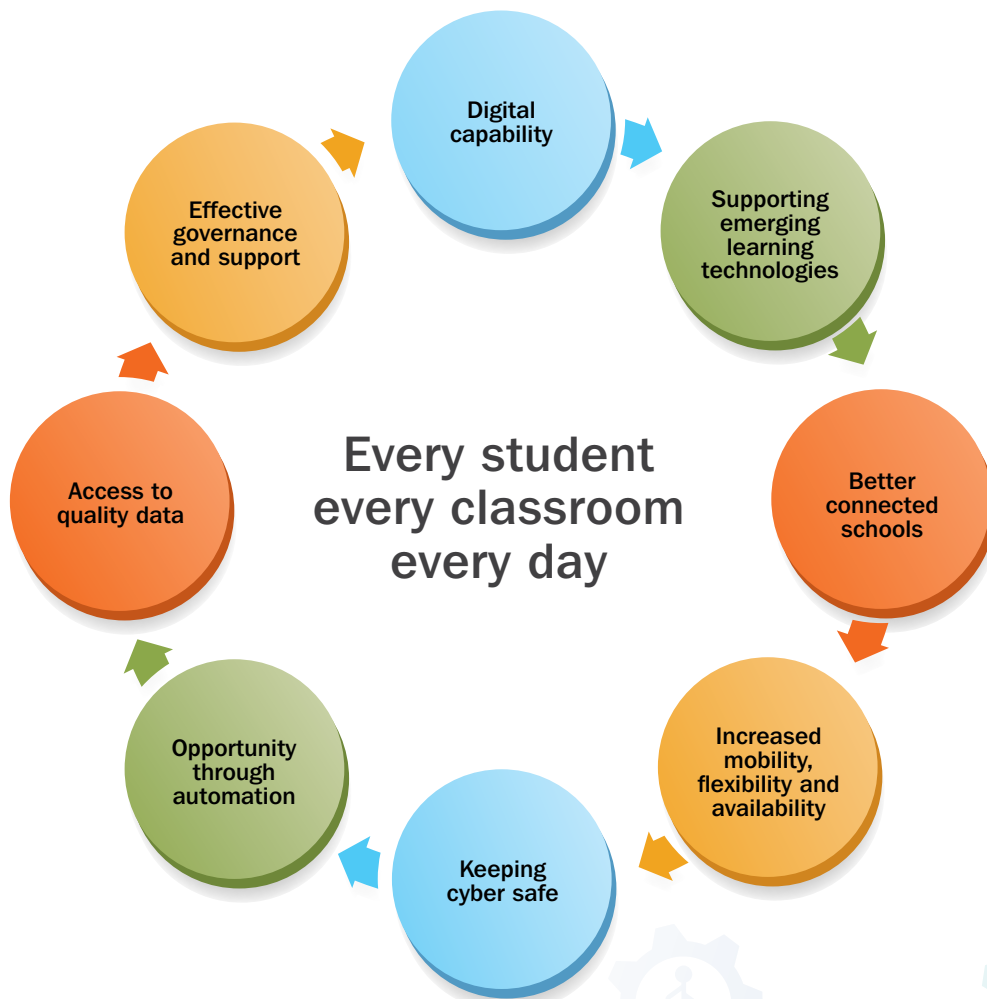 Digital
capability
Supporting
emerging
learning
technologies
Better
connected
schools
Increased
mobility,
flexibility and
availability
Keeping
cyber safe
Opportunity
through
automation
Access to
quality data
Effective
governance
and support
Every student
every classroom
every day